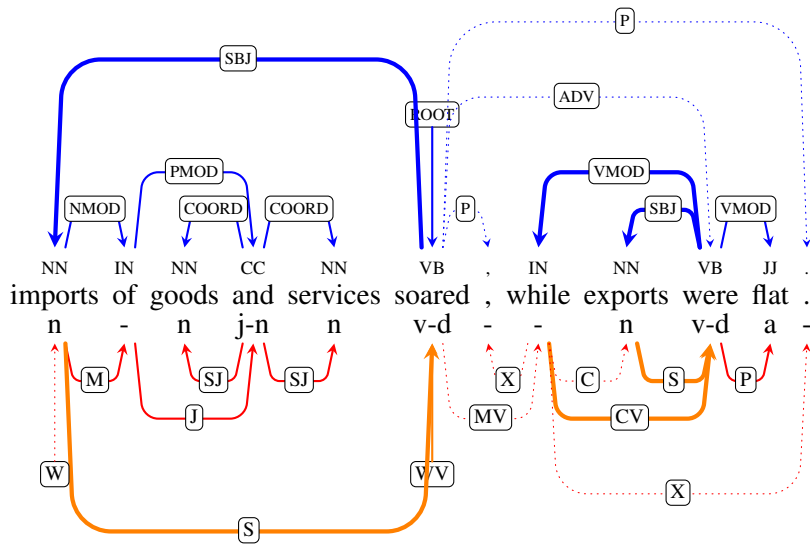 P
SBJ
ADV
ROOT
PMOD VMOD
NMOD COORD COORD P SBJ VMOD
NN IN NN CC NN VB , IN NN VB JJ .
imports of goods and services soared , while exports were flat .
n - n j-n n v-d - - n v-d a -
M SJ SJ X C S P
J MV CV
W WV
X
S